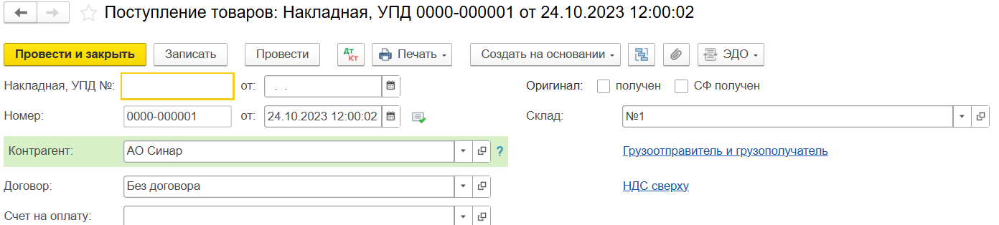 Поступление товаров: Накладная, УПД 0000-000001 от 24.10.2023 12:00:02
Провести и закрыть Записать Провести Дт Кт Печать Создать на основании ЭДО
Накладная, УПД №: от: . . Оригинал: получен СФ получен
Номер: 0000-000001 от: 24.10.2023 12:00:02 Склад: №1
Контрагент: АО Синар ? Грузоотправитель и грузополучатель
Договор: Без договора НДС сверху
Счет на оплату: